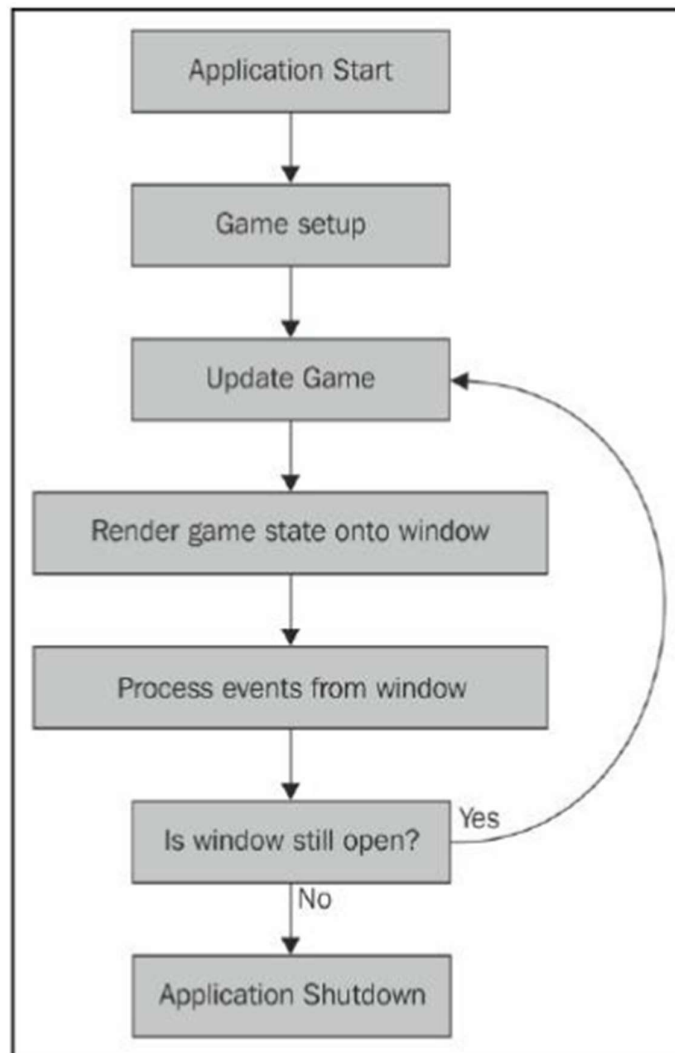 Application Start
Game setup
Update Game
Render game state onto window
Process events from window
Is window still open?
Yes
No
Application Shutdown